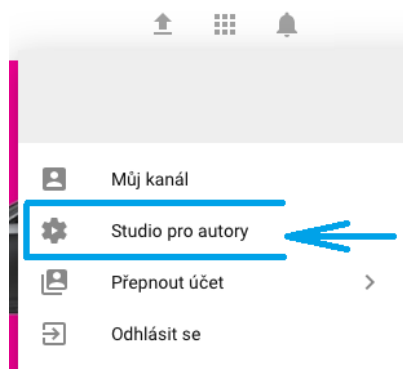 Můj kanál
Studio pro autory
Přepnout účet
Odhlásit se